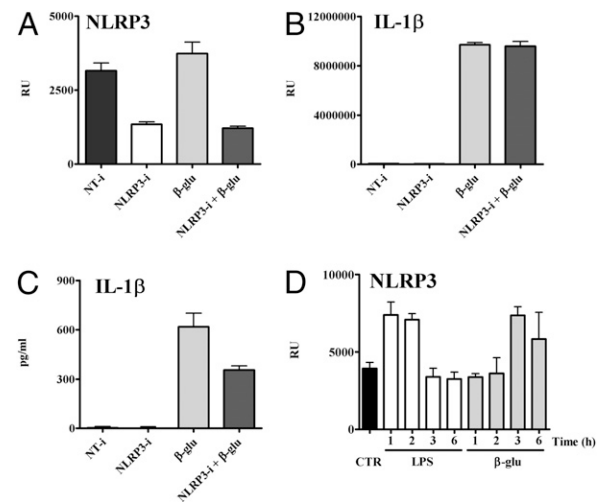 A
NLRP3
5000
2500
0
RU
NT-i
NLRP3-i
β-glu
NLRP3-i + β-glu
B
IL-1β
12000000
8000000
4000000
0
RU
NT-i
NLRP3-i
β-glu
NLRP3-i + β-glu
C
IL-1β
900
600
300
0
pg/ml
NT-i
NLRP3-i
β-glu
NLRP3-i + β-glu
D
NLRP3
10000
5000
0
RU
1 2 3 6 1 2 3 6 Time (h)
CTR LPS β-glu